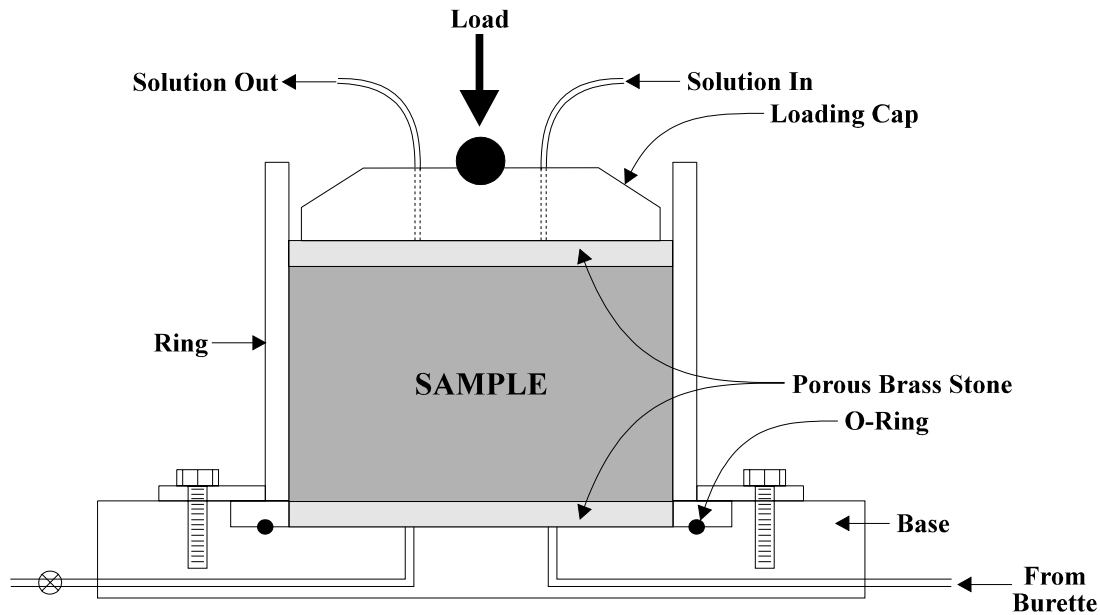 Load
Solution Out
Solution In
Loading Cap
Ring
SAMPLE
Porous Brass Stone
O-Ring
Base
From
Burette